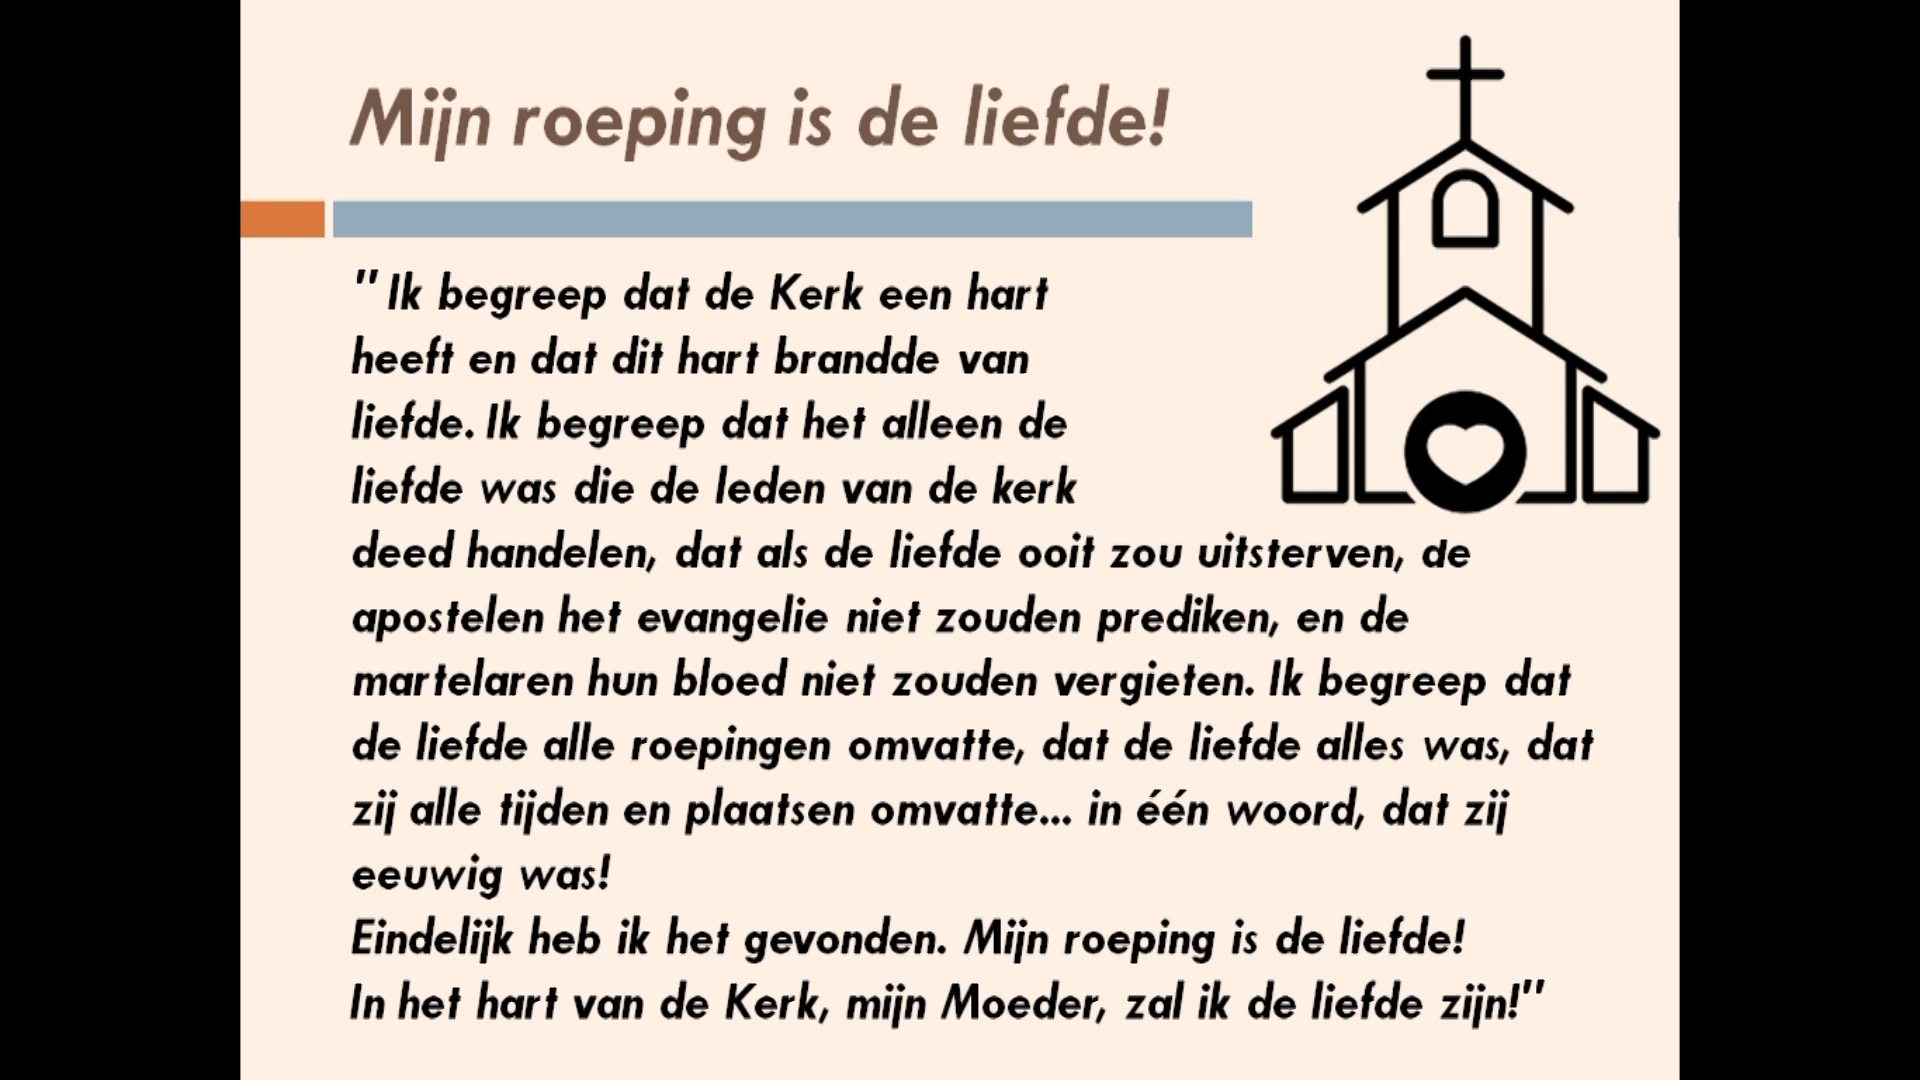 Mijn roeping is de liefde!
" Ik begreep dat de Kerk een hart
heeft en dat dit hart brandde van
liefde. Ik begreep dat het alleen de
liefde was die de leden van de kerk
deed handelen, dat als de liefde ooit zou uitsterven, de
apostelen het evangelie niet zouden prediken, en de
martelaren hun bloed niet zouden vergieten. Ik begreep dat
de liefde alle roepingen omvatte, dat de liefde alles was, dat
zij alle tijden en plaatsen omvatte... in één woord, dat zij
eeuwig was!
Eindelijk heb ik het gevonden. Mijn roeping is de liefde!
In het hart van de Kerk, mijn Moeder, zal ik de liefde zijn!"